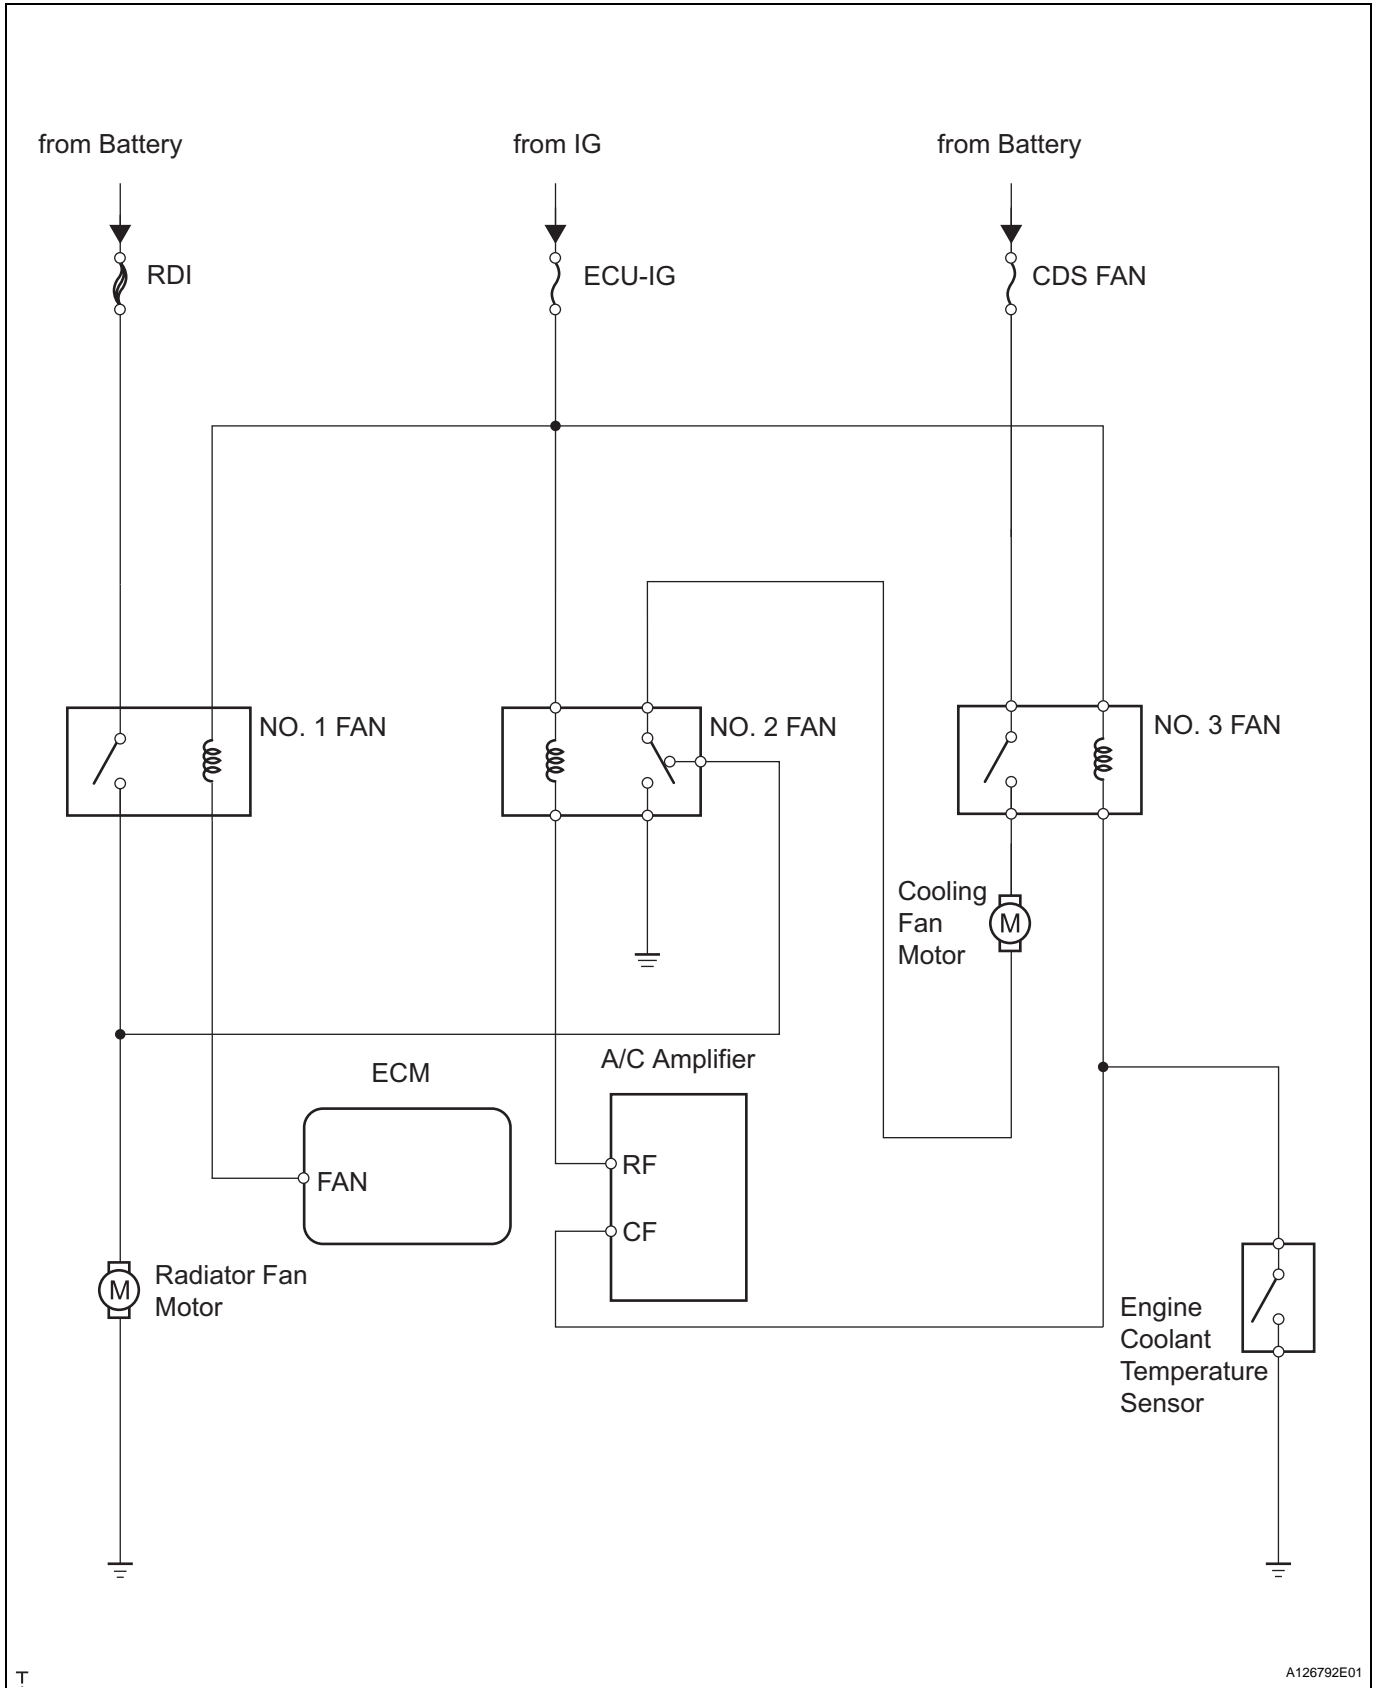 from Battery
from IG
from Battery
RDI
ECU-IG
CDS FAN
NO. 1 FAN
NO. 2 FAN
NO. 3 FAN
Cooling
Fan
Motor
M
ECM
A/C Amplifier
FAN
RF
CF
M
Radiator Fan
Motor
Engine
Coolant
Temperature
Sensor
A126792E01